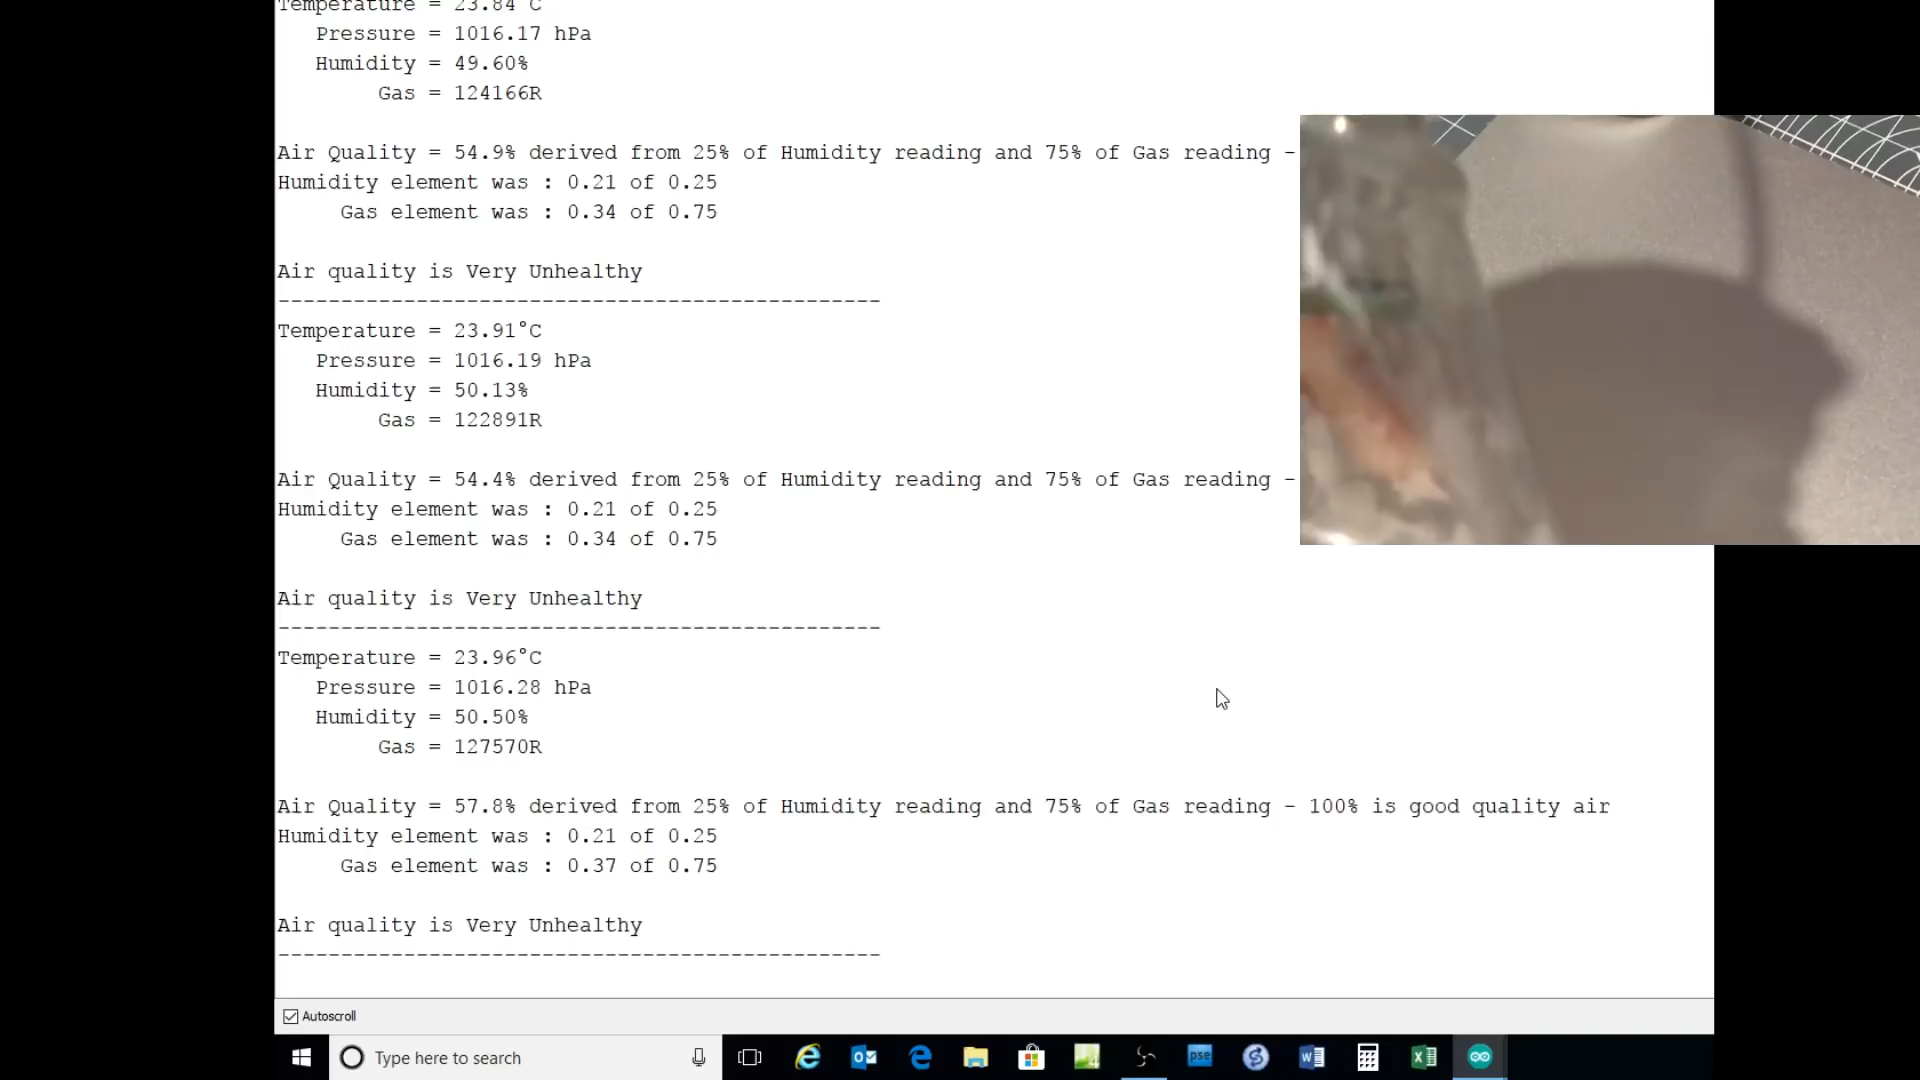 Temperature = 23.84°C
Pressure = 1016.17 hPa
Humidity = 49.60%
Gas = 124166R
Air Quality = 54.9% derived from 25% of Humidity reading and 75% of Gas reading -
Humidity element was : 0.21 of 0.25
Gas element was : 0.34 of 0.75
Air quality is Very Unhealthy
------------------------------------------------
Temperature = 23.91°C
Pressure = 1016.19 hPa
Humidity = 50.13%
Gas = 122891R
Air Quality = 54.4% derived from 25% of Humidity reading and 75% of Gas reading -
Humidity element was : 0.21 of 0.25
Gas element was : 0.34 of 0.75
Air quality is Very Unhealthy
------------------------------------------------
Temperature = 23.96°C
Pressure = 1016.28 hPa
Humidity = 50.50%
Gas = 127570R
Air Quality = 57.8% derived from 25% of Humidity reading and 75% of Gas reading - 100% is good quality air
Humidity element was : 0.21 of 0.25
Gas element was : 0.37 of 0.75
Air quality is Very Unhealthy
------------------------------------------------
Autoscroll
Type here to search
pse